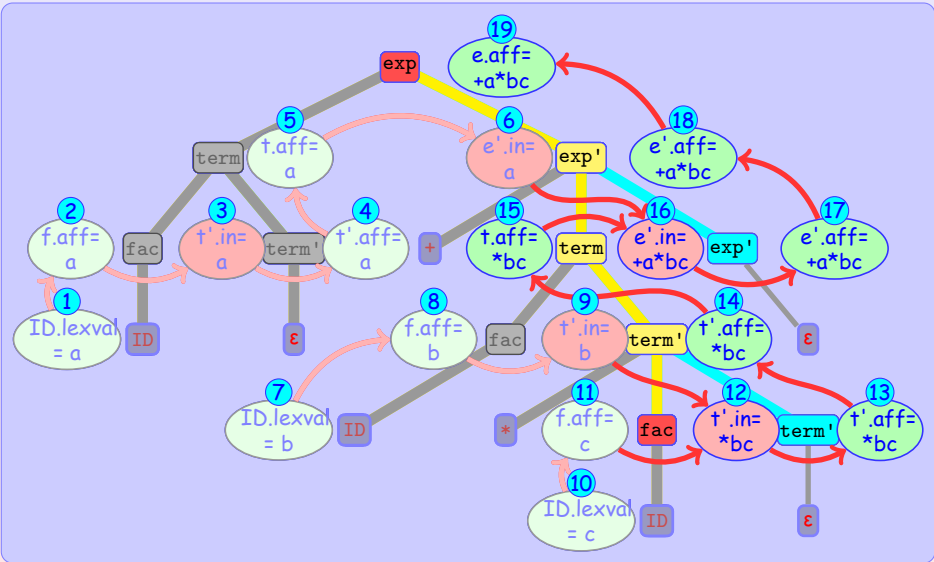 19
e.aff=
+a*bc
exp
5
t.aff=
a
6
e'.in=
a
18
e'.aff=
+a*bc
term
exp'
2
f.aff=
a
3
t'.in=
a
4
t'.aff=
a
15
t.aff=
*bc
16
e'.in=
+a*bc
17
e'.aff=
+a*bc
fac
term'
+
term
exp'
1
ID.lexval
= a
ID
ε
8
f.aff=
b
fac
9
t'.in=
b
term'
14
t'.aff=
*bc
ε
7
ID.lexval
= b
ID
*
11
f.aff=
c
fac
12
t'.in=
*bc
term'
13
t'.aff=
*bc
10
ID.lexval
= c
ID
ε